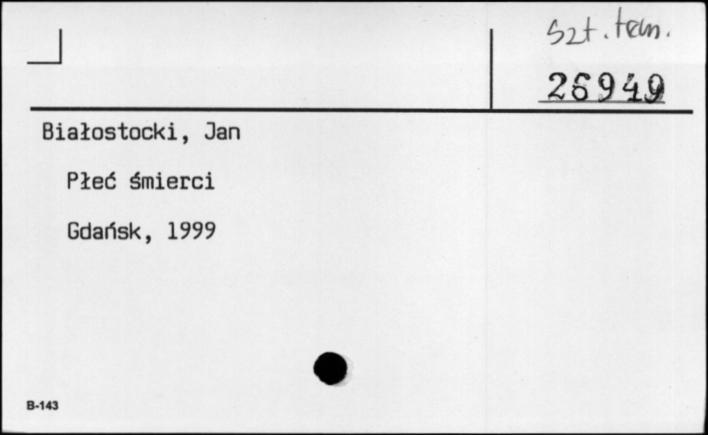 Szt. tem.
26949
Białostocki, Jan
Płeć śmierci
Gdańsk, 1999
B-143